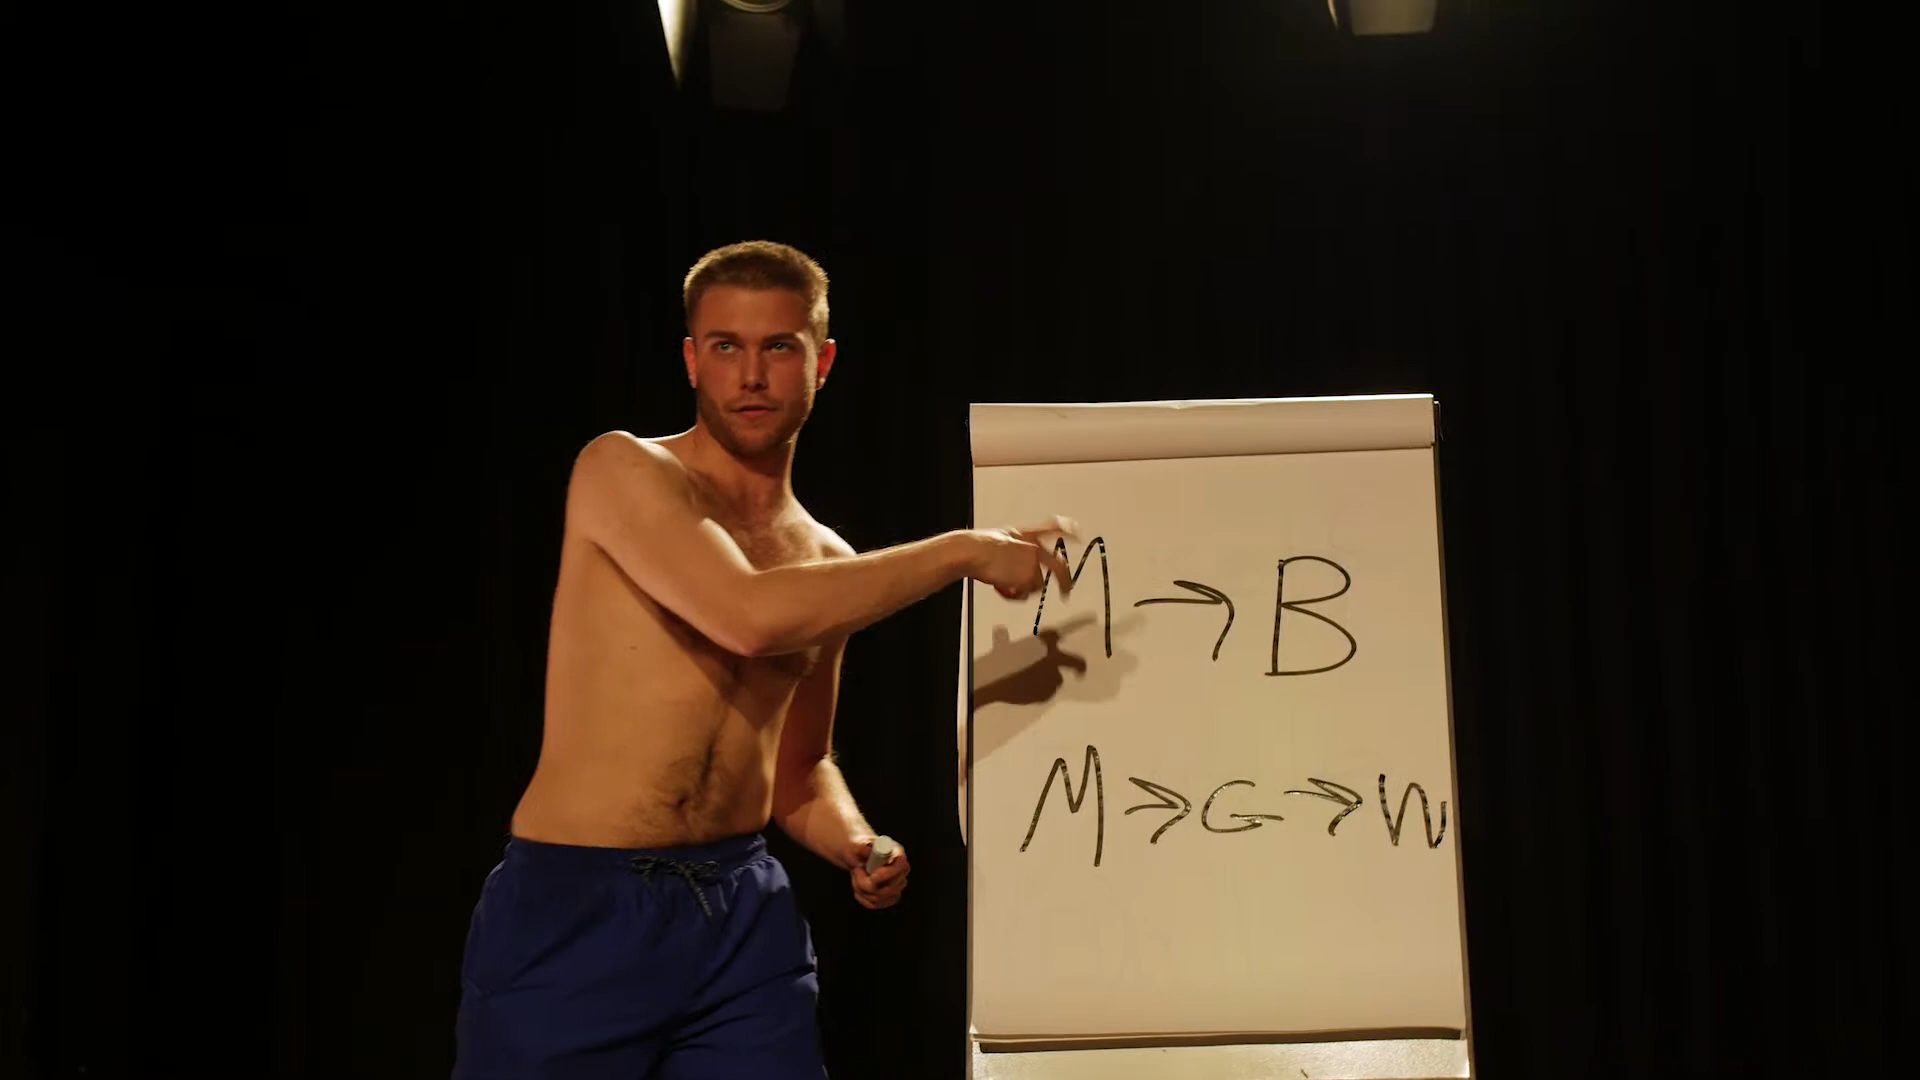 M → B
M → G → W